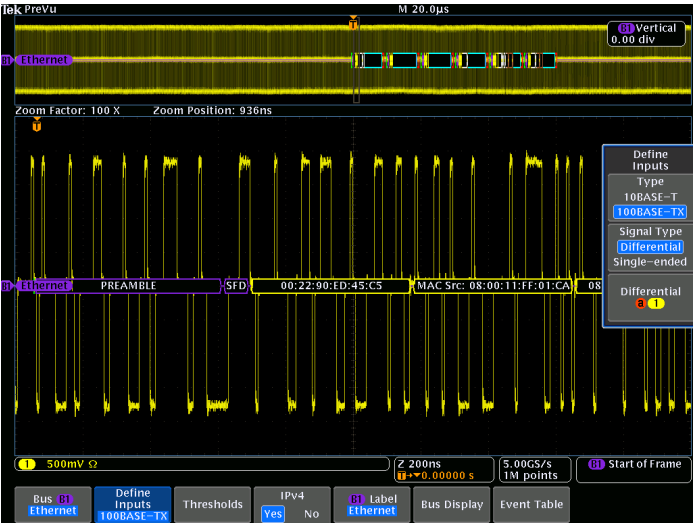 Tek PreVu M 20.0µs
T
B1 Vertical
0.00 div
B1 Ethernet
Zoom Factor: 100 X Zoom Position: 936ns
T
Define
Inputs
Type
10BASE-T
100BASE-TX
Signal Type
Differential
Single-ended
B1 Ethernet PREAMBLE SFD 00:22:90:ED:45:C5 MAC Src: 08:00:11:FF:01:CA 08
Differential
a 1
1 500mV Ω
Z 200ns
T→▼0.00000 s
5.00GS/s
1M points
B1 Start of Frame
Bus B1
Ethernet
Define
Inputs
100BASE-TX
Thresholds
IPv4
Yes No
B1 Label
Ethernet
Bus Display
Event Table